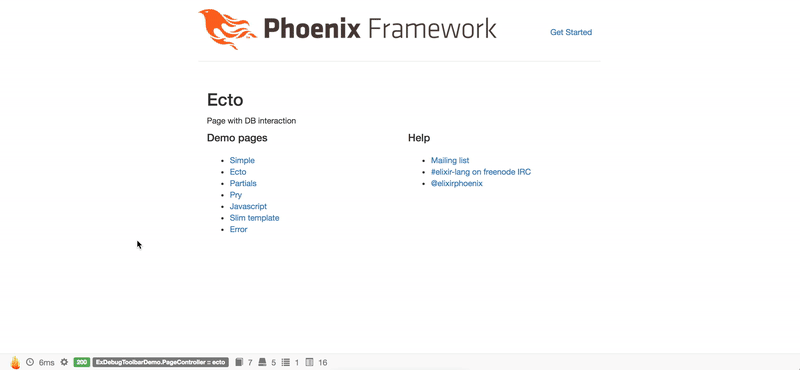 Phoenix Framework
Get Started
Ecto
Page with DB interaction
Demo pages
Simple
Ecto
Partials
Pry
Javascript
Slim template
Error
Help
Mailing list
#elixir-lang on freenode IRC
@elixirphoenix
6ms 200 ExDebugToolbarDemo.PageController :: ecto 7 5 1 16